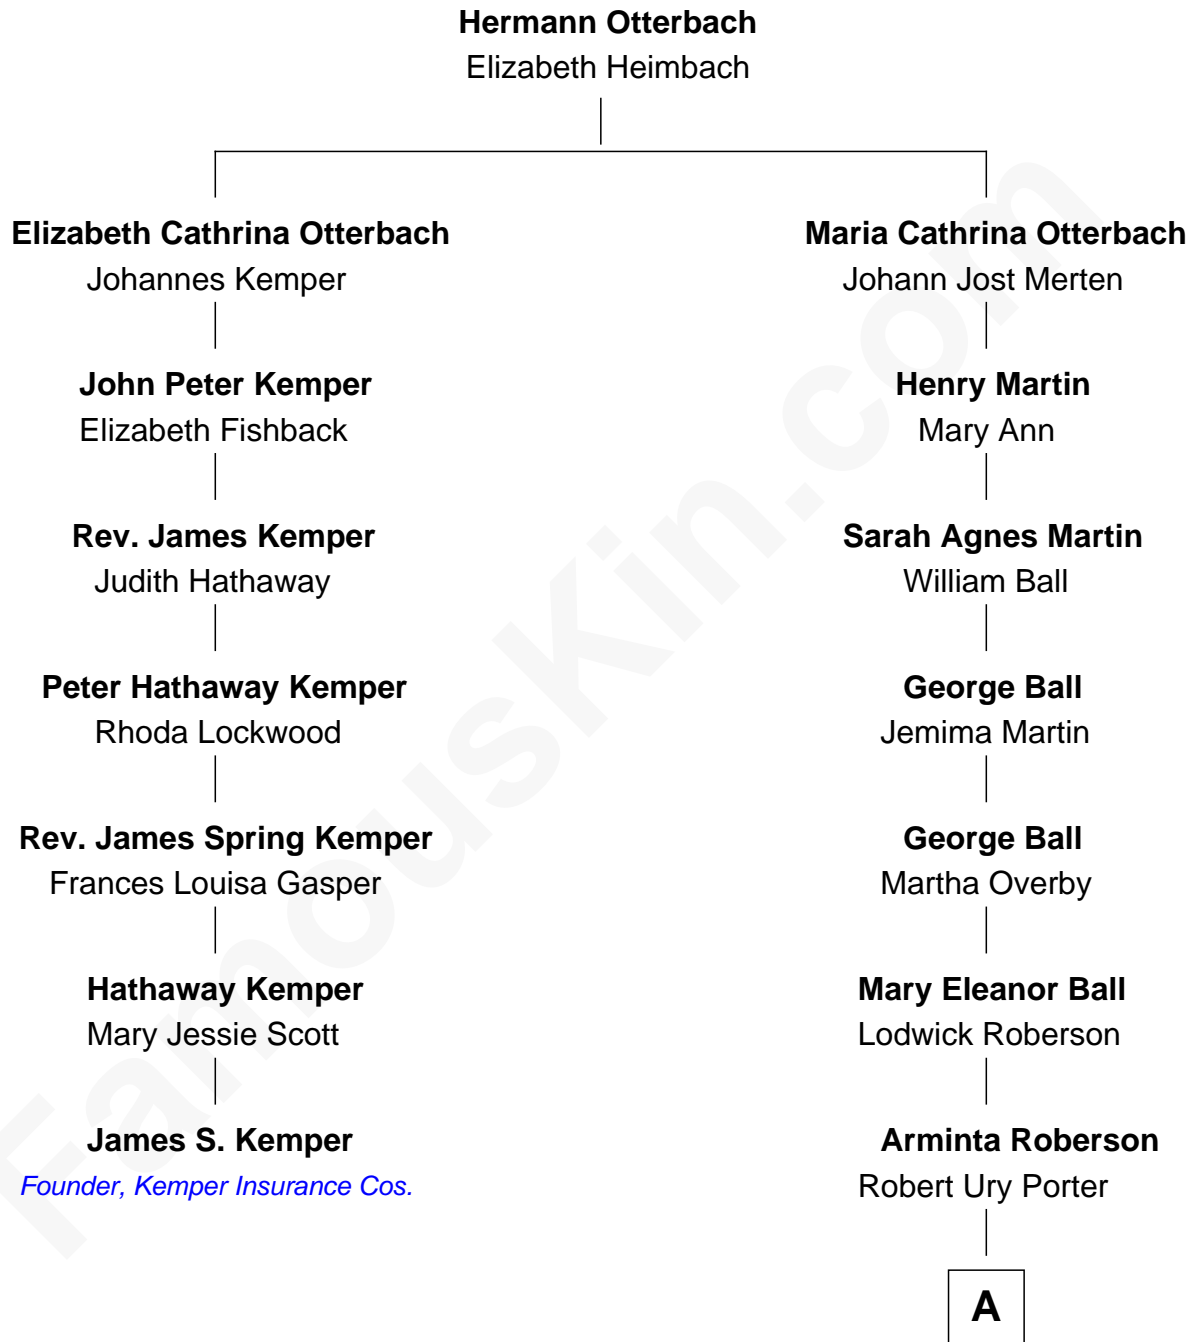 Hermann Otterbach
Elizabeth Heimbach
Elizabeth Cathrina Otterbach
Johannes Kemper
John Peter Kemper
Elizabeth Fishback
Rev. James Kemper
Judith Hathaway
Peter Hathaway Kemper
Rhoda Lockwood
Rev. James Spring Kemper
Frances Louisa Gasper
Hathaway Kemper
Mary Jessie Scott
James S. Kemper
Founder, Kemper Insurance Cos.
Maria Cathrina Otterbach
Johann Jost Merten
Henry Martin
Mary Ann
Sarah Agnes Martin
William Ball
George Ball
Jemima Martin
George Ball
Martha Overby
Mary Eleanor Ball
Lodwick Roberson
Arminta Roberson
Robert Ury Porter
A
FamousKin.com